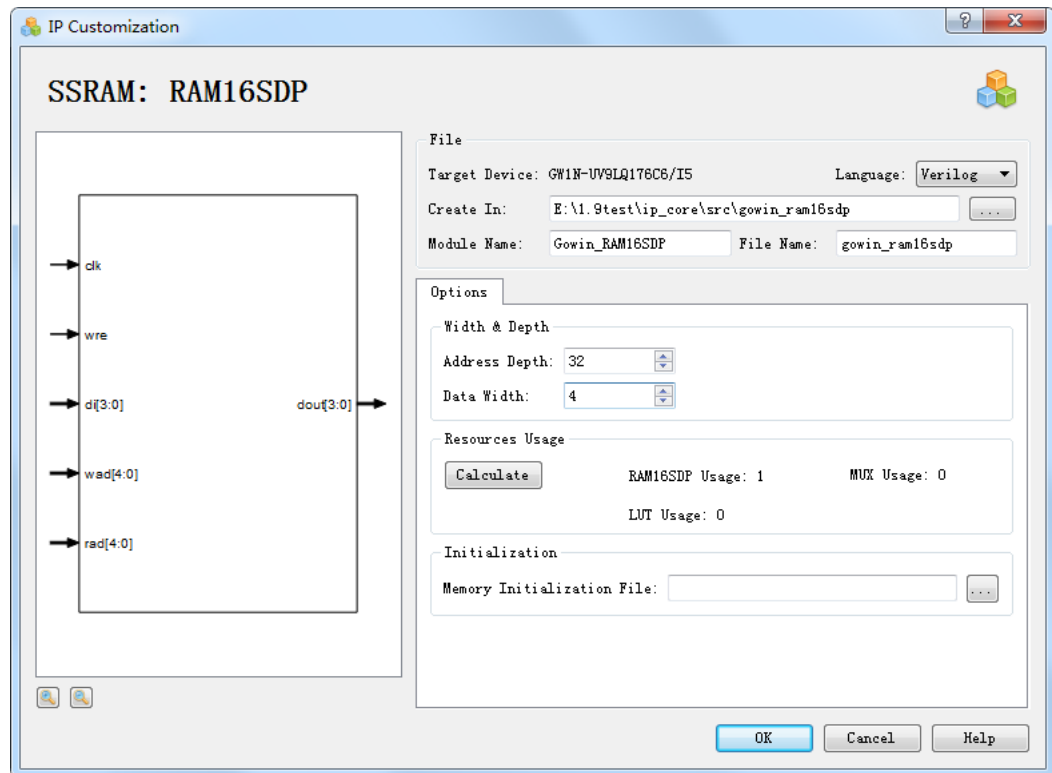 IP Customization
?
X
SSRAM: RAM16SDP
clk
wre
di[3:0]
dout[3:0]
wad[4:0]
rad[4:0]
File
Target Device: GW1N-UV9LQ176C6/I5
Language: Verilog
Create In: E:\1.9test\ip_core\src\gowin_ram16sdp ...
Module Name: Gowin_RAM16SDP File Name: gowin_ram16sdp
Options
Width & Depth
Address Depth: 32
Data Width: 4
Resources Usage
Calculate RAM16SDP Usage: 1 MUX Usage: 0
LUT Usage: 0
Initialization
Memory Initialization File: ...
OK Cancel Help